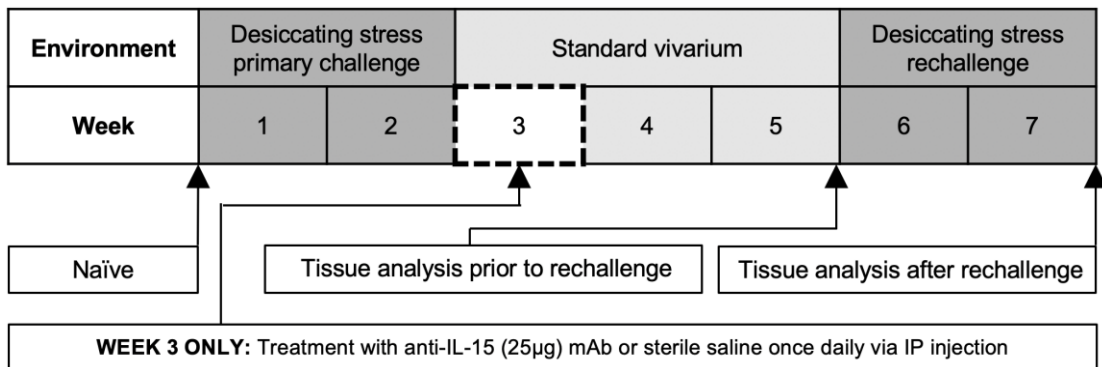 Environment
Desiccating stress
primary challenge
Standard vivarium
Desiccating stress
rechallenge
Week
1
2
3
4
5
6
7
Naïve
Tissue analysis prior to rechallenge
Tissue analysis after rechallenge
WEEK 3 ONLY: Treatment with anti-IL-15 (25µg) mAb or sterile saline once daily via IP injection